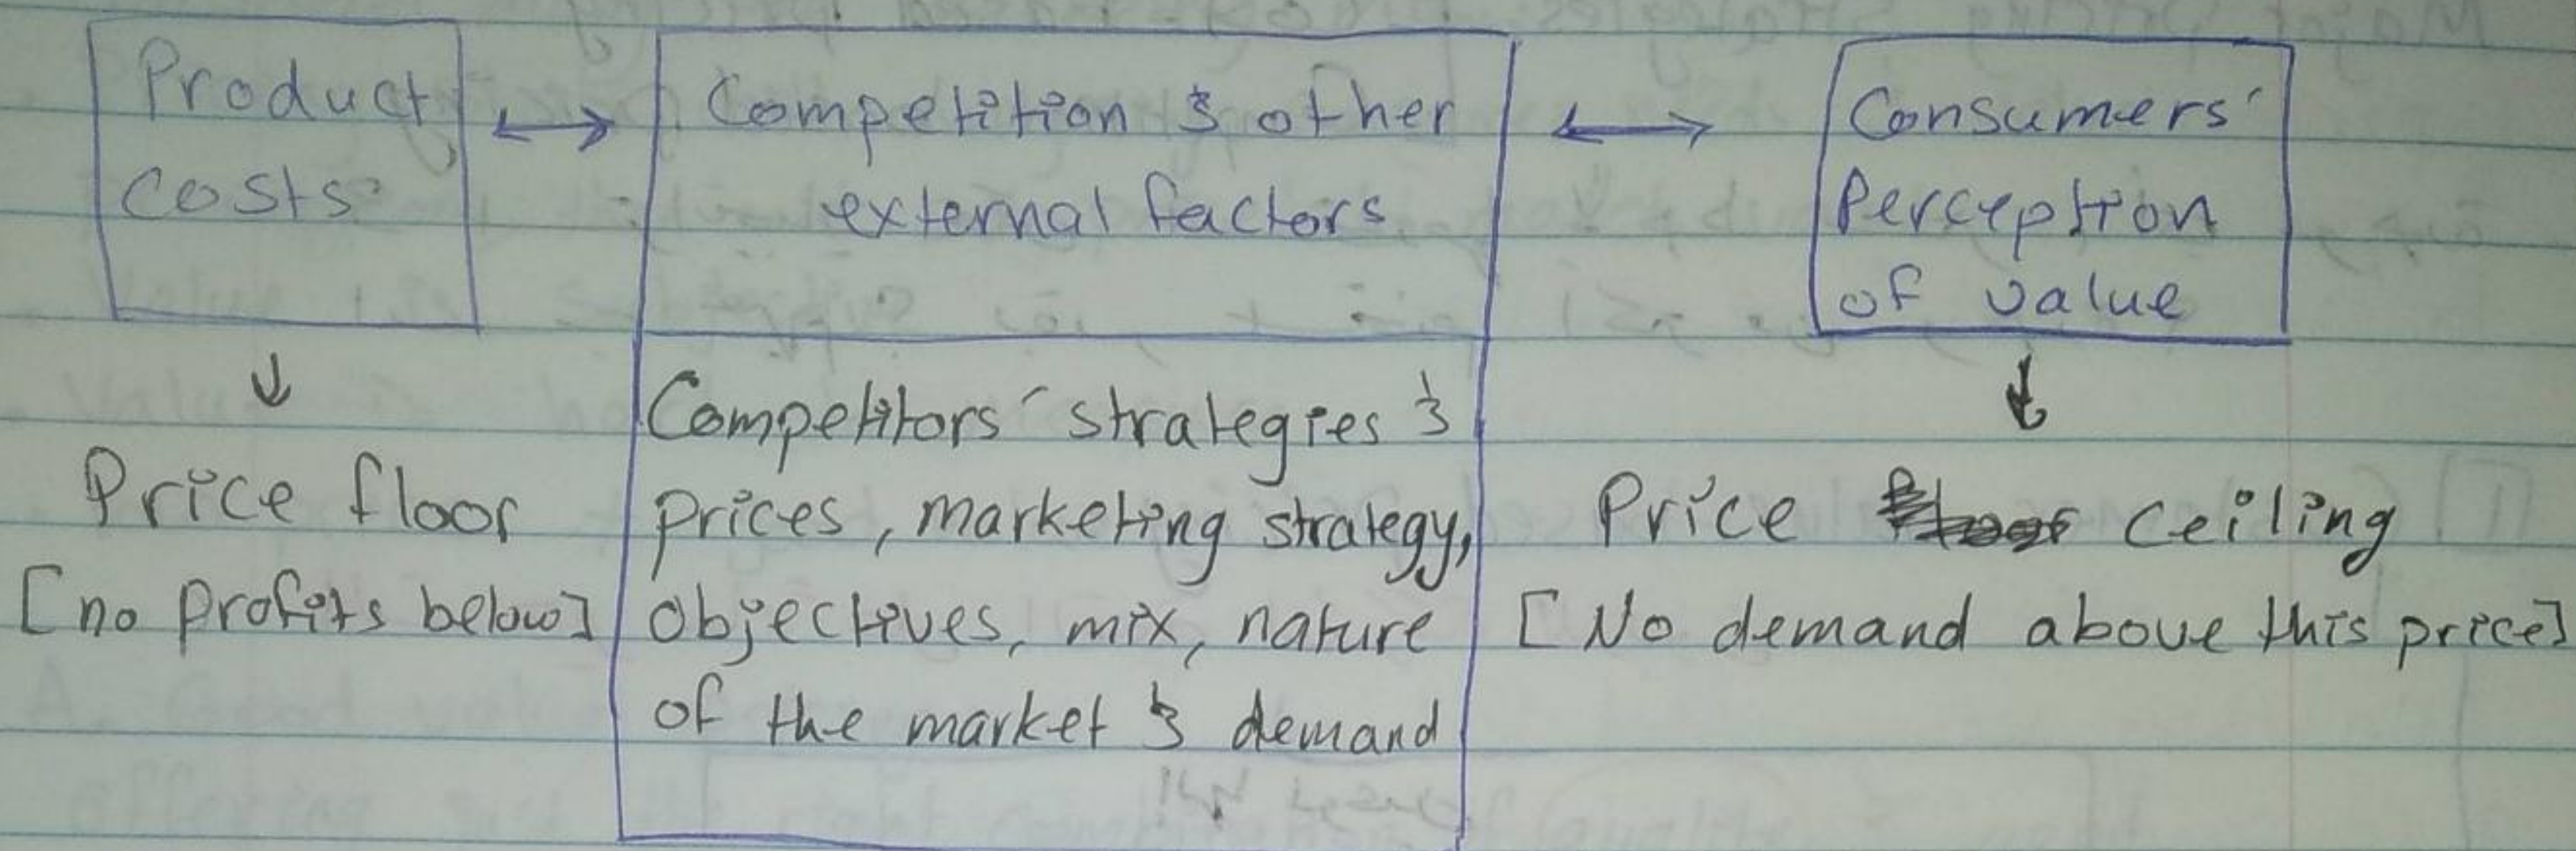 Product
Costs
Price floor
[no profits below]
Competition & other
external factors
Competitors' strategies &
prices, marketing strategy,
objectives, mix, nature
of the market & demand
Consumers'
Perception
of value
Price ceiling
[No demand above this price]